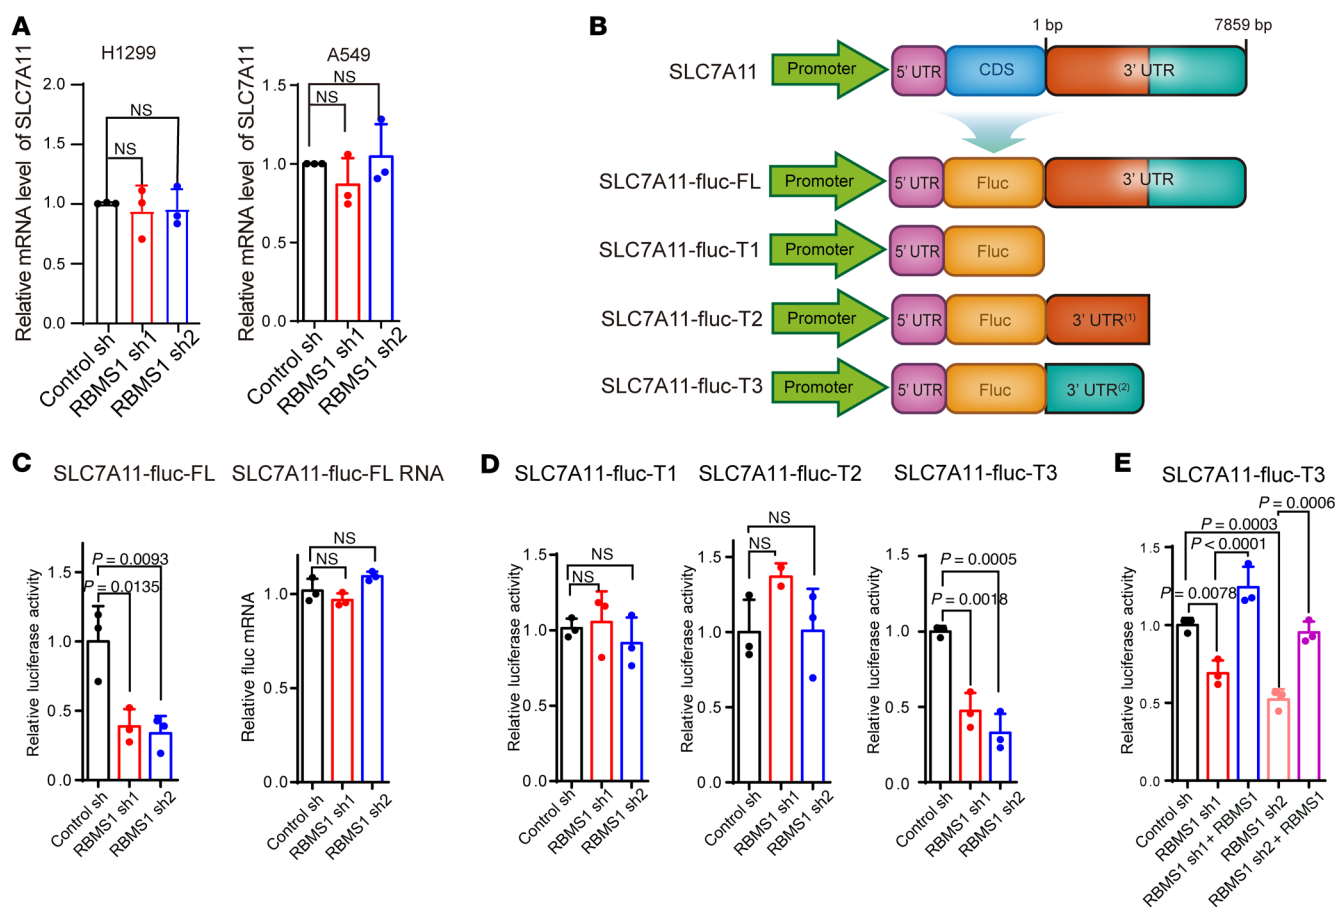 A
H1299
Relative mRNA level of SLC7A11
2.0
1.5
1.0
0.5
0.0
NS
NS
Control sh
RBMS1 sh1
RBMS1 sh2
A549
Relative mRNA level of SLC7A11
1.5
1.0
0.5
0.0
NS
NS
Control sh
RBMS1 sh1
RBMS1 sh2
B
1 bp
7859 bp
SLC7A11
Promoter
5' UTR
CDS
3' UTR
SLC7A11-fluc-FL
Promoter
5' UTR
Fluc
3' UTR
SLC7A11-fluc-T1
Promoter
5' UTR
Fluc
SLC7A11-fluc-T2
Promoter
5' UTR
Fluc
3' UTR(1)
SLC7A11-fluc-T3
Promoter
5' UTR
Fluc
3' UTR(2)
C
SLC7A11-fluc-FL
Relative luciferase activity
1.5
1.0
0.5
0.0
P = 0.0093
P = 0.0135
Control sh
RBMS1 sh1
RBMS1 sh2
SLC7A11-fluc-FL RNA
Relative fluc mRNA
1.0
0.5
0.0
NS
NS
Control sh
RBMS1 sh1
RBMS1 sh2
D
SLC7A11-fluc-T1
Relative luciferase activity
1.5
1.0
0.5
0.0
NS
NS
Control sh
RBMS1 sh1
RBMS1 sh2
SLC7A11-fluc-T2
Relative luciferase activity
1.5
1.0
0.5
0.0
NS
NS
Control sh
RBMS1 sh1
RBMS1 sh2
SLC7A11-fluc-T3
Relative luciferase activity
1.5
1.0
0.5
0.0
P = 0.0005
P = 0.0018
Control sh
RBMS1 sh1
RBMS1 sh2
E
SLC7A11-fluc-T3
Relative luciferase activity
1.5
1.0
0.5
0.0
P = 0.0006
P = 0.0003
P < 0.0001
P = 0.0078
Control sh
RBMS1 sh1
RBMS1 sh1 + RBMS1
RBMS1 sh2
RBMS1 sh2 + RBMS1